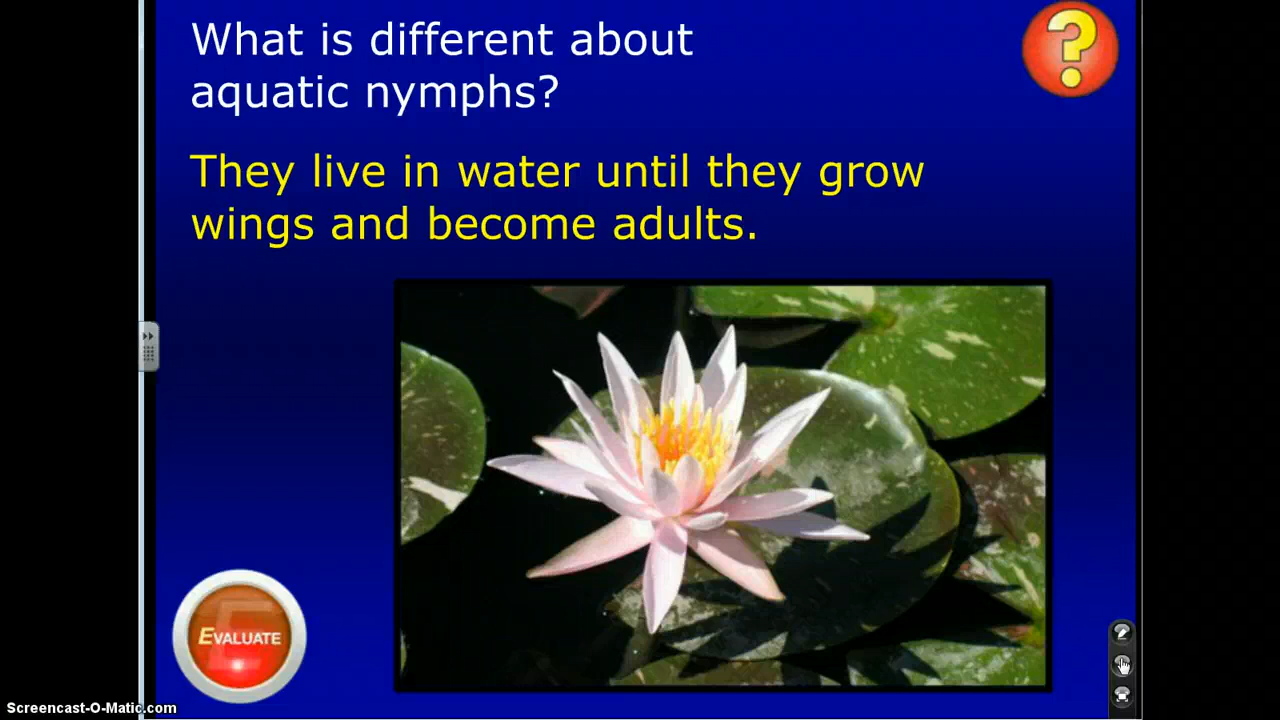 What is different about
aquatic nymphs?
They live in water until they grow
wings and become adults.
EVALUATE
Screencast-O-Matic.com